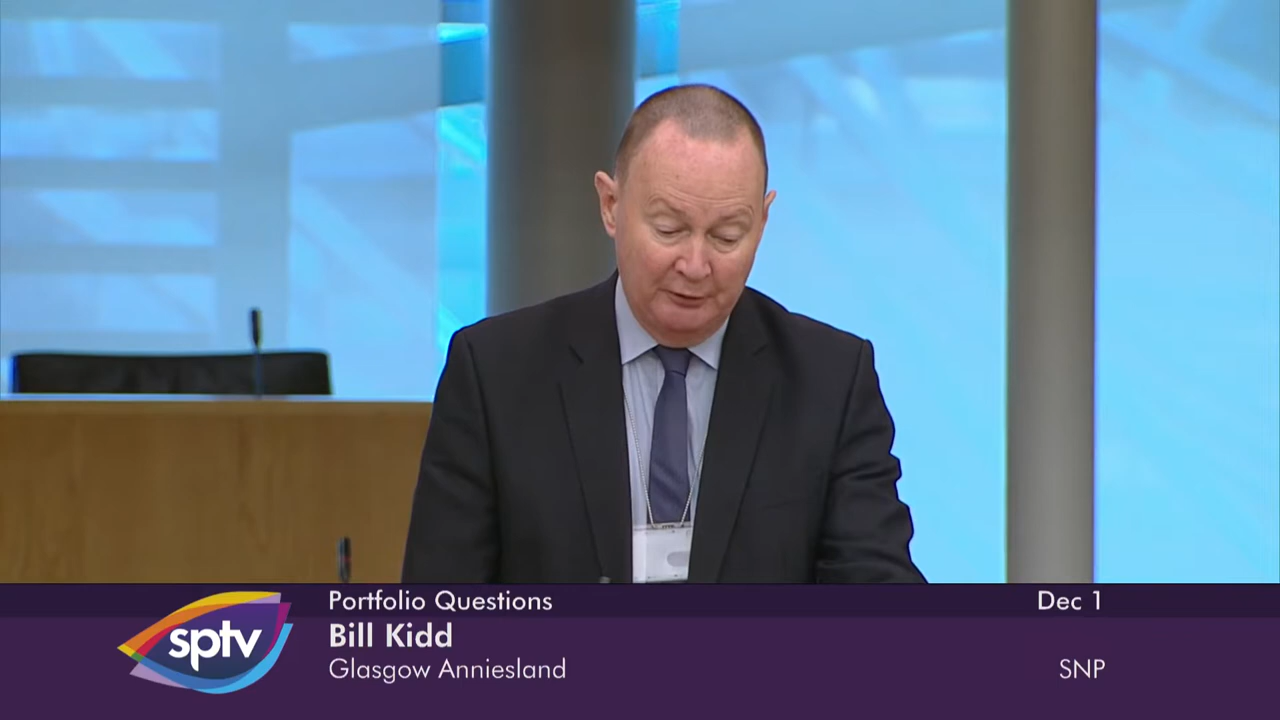 Portfolio Questions
Dec 1
Bill Kidd
Glasgow Anniesland
SNP
sptv